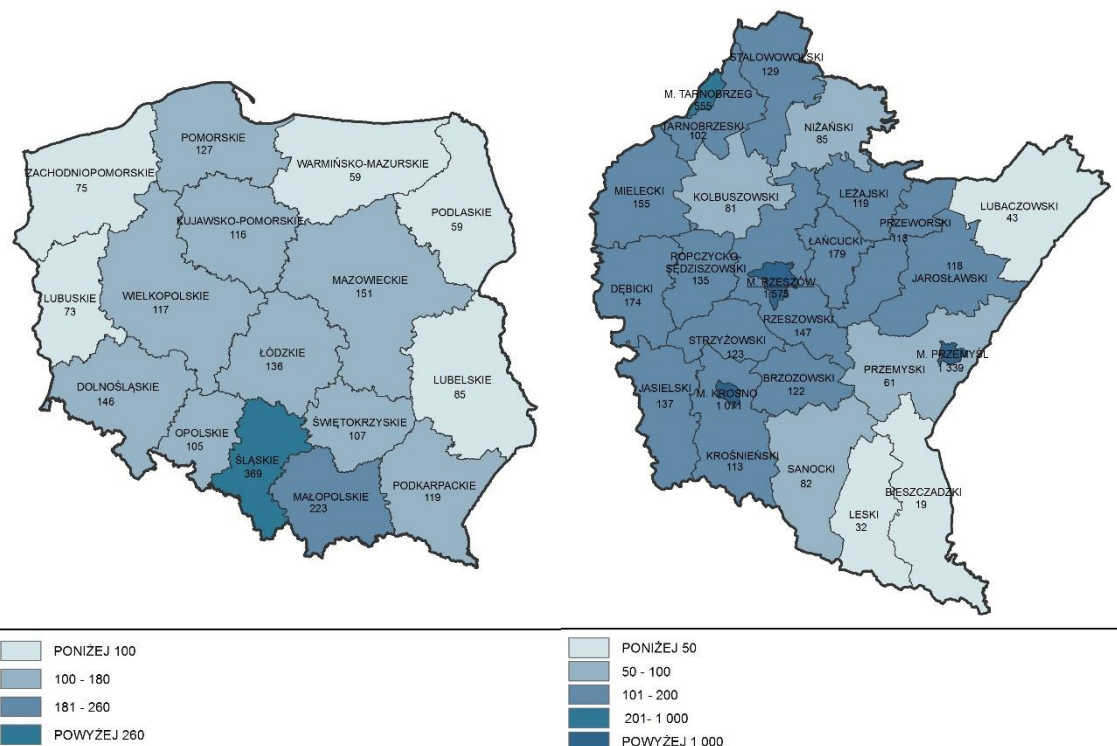 POMORSKIE
127
ZACHODNIOPOMORSKIE
75
WARMIŃSKO-MAZURSKIE
59
PODLASKIE
59
KUJAWSKO-POMORSKIE
116
MAZOWIECKIE
151
LUBUSKIE
73
WIELKOPOLSKIE
117
ŁÓDZKIE
136
LUBELSKIE
85
DOLNOŚLĄSKIE
146
OPOLSKIE
105
ŚLĄSKIE
369
ŚWIĘTOKRZYSKIE
107
MAŁOPOLSKIE
223
PODKARPACKIE
119
PONIŻEJ 100
100 - 180
181 - 260
POWYŻEJ 260
STALOWOWOLSKI
129
M. TARNOBRZEG
555
TARNOBRZESKI
102
NIŻAŃSKI
85
MIELECKI
155
KOLBUSZOWSKI
81
LEŻAJSKI
119
LUBACZOWSKI
43
PRZEWORSKI
113
ŁAŃCUCKI
179
ROPCZYCKO-
SĘDZISZOWSKI
135
118
JAROSŁAWSKI
DĘBICKI
174
M. RZESZÓW
1 575
RZESZOWSKI
147
STRZYŻOWSKI
123
M. PRZEMYŚL
1 339
PRZEMYSKI
61
JASIELSKI
137
M. KROSNO
1 071
BRZOZOWSKI
122
KROŚNIEŃSKI
113
SANOCKI
82
BIESZCZADZKI
19
LESKI
32
PONIŻEJ 50
50 - 100
101 - 200
201- 1 000
POWYŻEJ 1 000